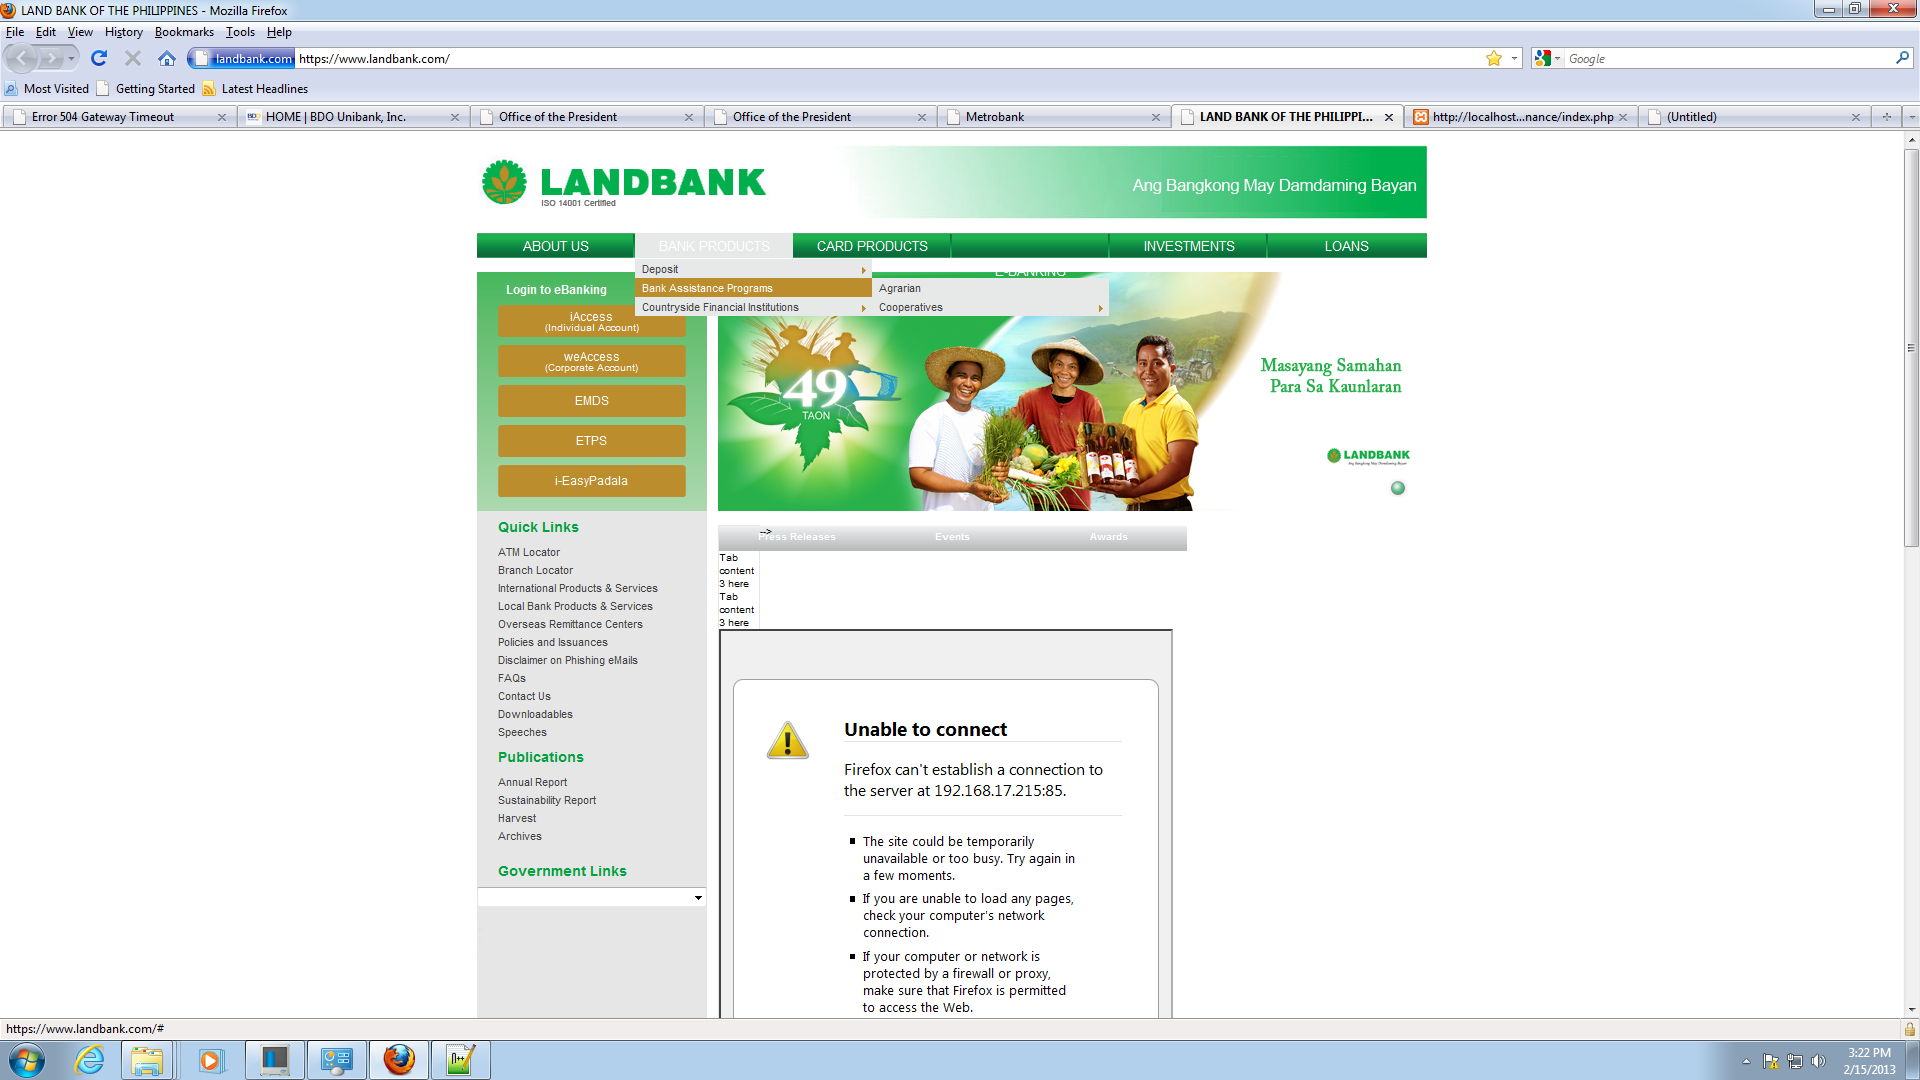 LAND BANK OF THE PHILIPPINES - Mozilla Firefox
File Edit View History Bookmarks Tools Help
landbank.com https://www.landbank.com/
Google
Most Visited Getting Started Latest Headlines
Error 504 Gateway Timeout
HOME | BDO Unibank, Inc.
Office of the President
Office of the President
Metrobank
LAND BANK OF THE PHILIPPI...
http://localhost...nance/index.php
(Untitled)
LANDBANK
ISO 14001 Certified
Ang Bangkong May Damdaming Bayan
ABOUT US BANK PRODUCTS CARD PRODUCTS INVESTMENTS LOANS
E-BANKING
Deposit
Bank Assistance Programs
Countryside Financial Institutions
Agrarian
Cooperatives
Login to eBanking
iAccess
(Individual Account)
weAccess
(Corporate Account)
EMDS
ETPS
i-EasyPadala
49
TAON
Masayang Samahan
Para Sa Kaunlaran
LANDBANK
Ang Bangkong May Damdaming Bayan
Quick Links
ATM Locator
Branch Locator
International Products & Services
Local Bank Products & Services
Overseas Remittance Centers
Policies and Issuances
Disclaimer on Phishing eMails
FAQs
Contact Us
Downloadables
Speeches
Publications
Annual Report
Sustainability Report
Harvest
Archives
Government Links
-->
Press Releases Events Awards
Tab
content
3 here
Tab
content
3 here
Unable to connect
Firefox can't establish a connection to
the server at 192.168.17.215:85.
The site could be temporarily
unavailable or too busy. Try again in
a few moments.
If you are unable to load any pages,
check your computer's network
connection.
If your computer or network is
protected by a firewall or proxy,
make sure that Firefox is permitted
to access the Web.
https://www.landbank.com/#
3:22 PM
2/15/2013